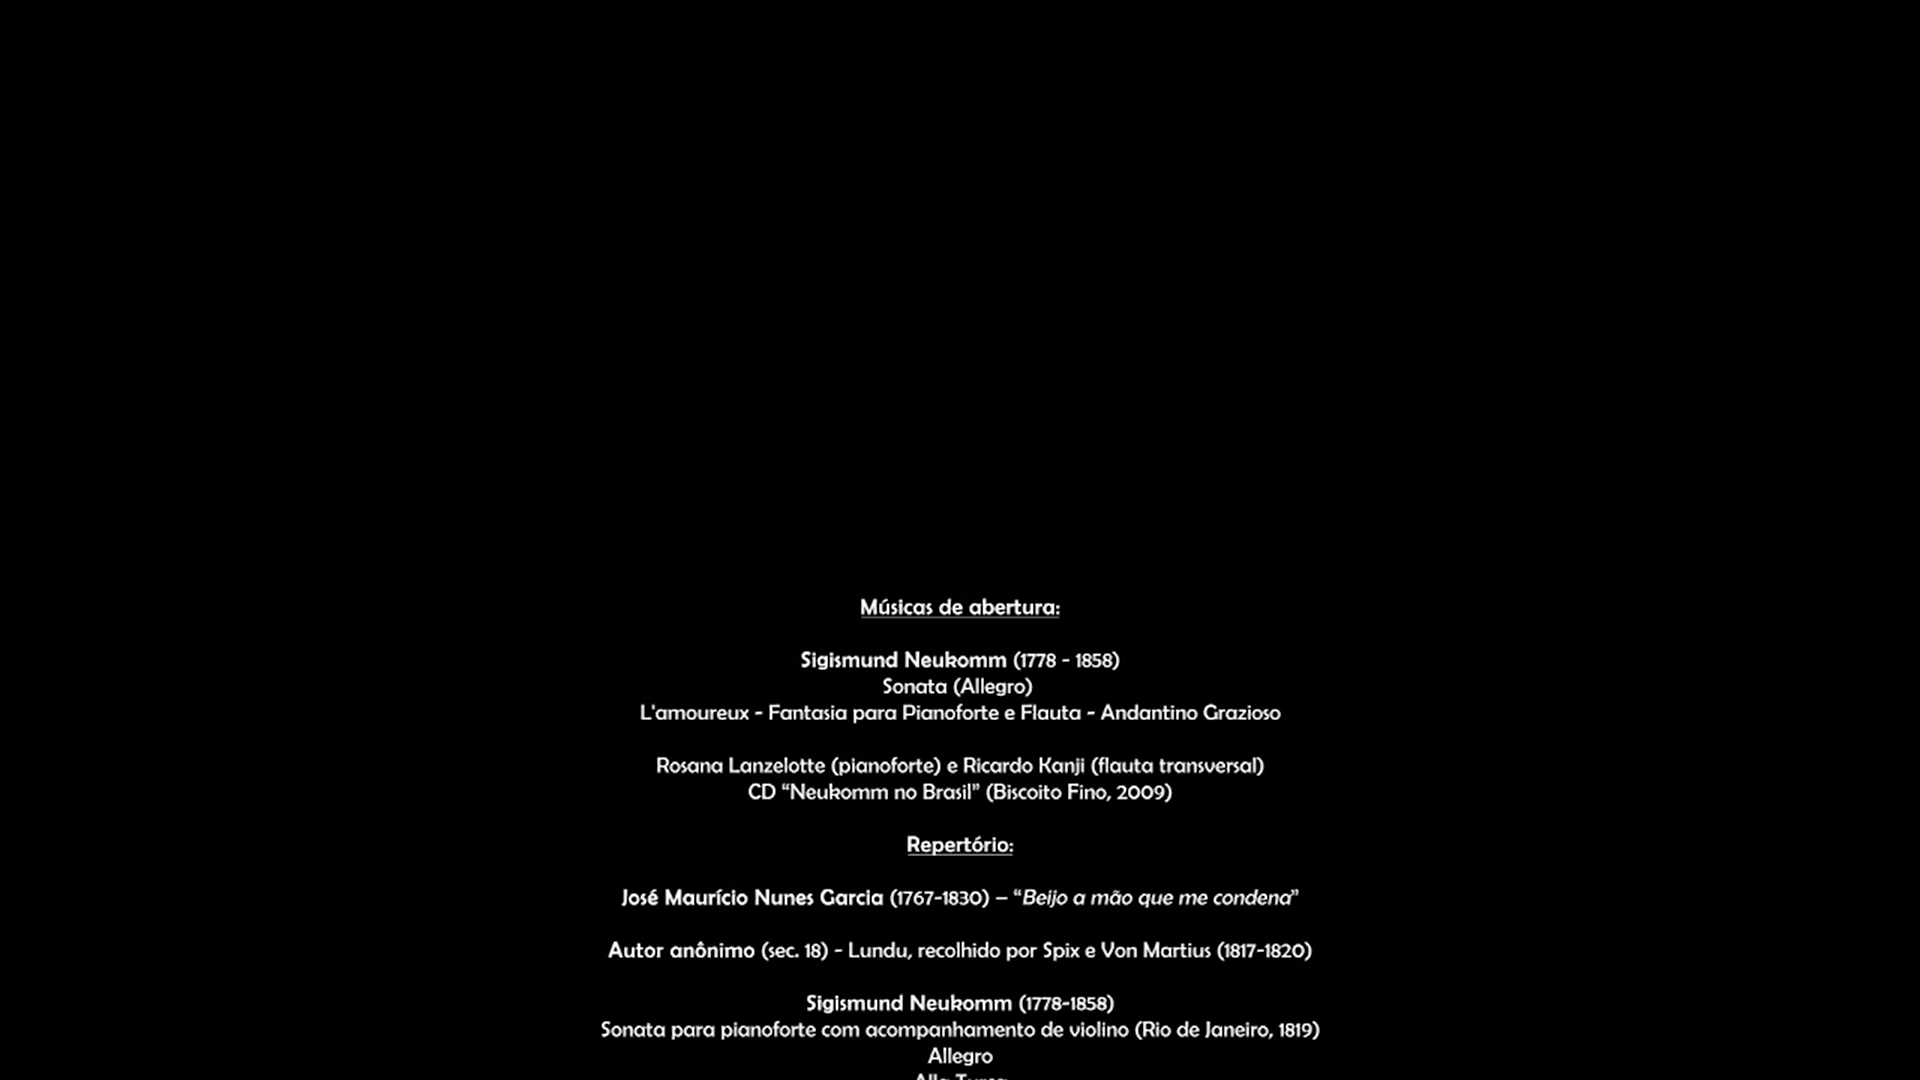 Músicas de abertura:
Sigismund Neukomm (1778 - 1858)
Sonata (Allegro)
L'amoureux - Fantasia para Pianoforte e Flauta - Andantino Grazioso
Rosana Lanzelotte (pianoforte) e Ricardo Kanji (flauta transversal)
CD “Neukomm no Brasil” (Biscoito Fino, 2009)
Repertório:
José Maurício Nunes Garcia (1767-1830) – “Beijo a mão que me condena”
Autor anônimo (sec. 18) - Lundu, recolhido por Spix e Von Martius (1817-1820)
Sigismund Neukomm (1778-1858)
Sonata para pianoforte com acompanhamento de violino (Rio de Janeiro, 1819)
Allegro